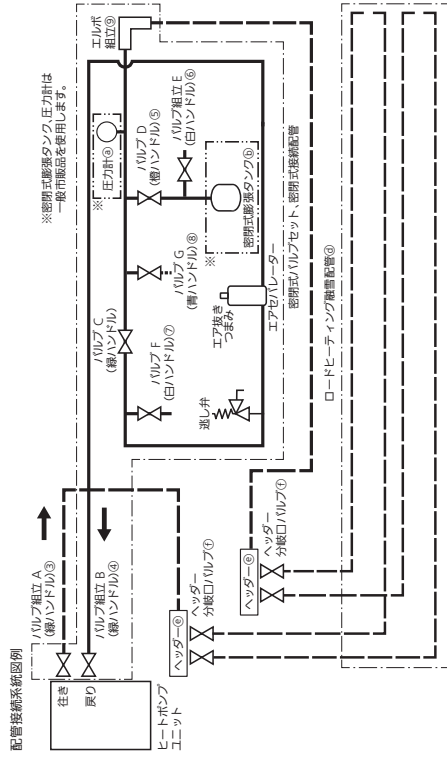 配管接続系統図例
※密閉式膨張タンク、圧力計は
一般市販品を使用します。
バルブ組立 A
(緑ハンドル)③
往き
戻り
バルブ組立 B
(緑ハンドル)④
ヒートポンプ
ユニット
バルブ C
(緑ハンドル)
バルブ F
(白ハンドル)⑦
バルブ G
(青ハンドル)⑧
※
圧力計ⓐ
バルブ D
(橙ハンドル)⑤
バルブ組立 E
(白ハンドル)⑥
エルボ
組立⑨
逃し弁
エア抜き
つまみ
エアセパレーター
※
密閉式膨張タンクⓑ
密閉式バルブセット、密閉式接続配管
ヘッダーⓔ
ヘッダー
分岐口バルブⓕ
ヘッダーⓔ
ヘッダー
分岐口バルブⓕ
ロードヒーティング融雪配管ⓓ